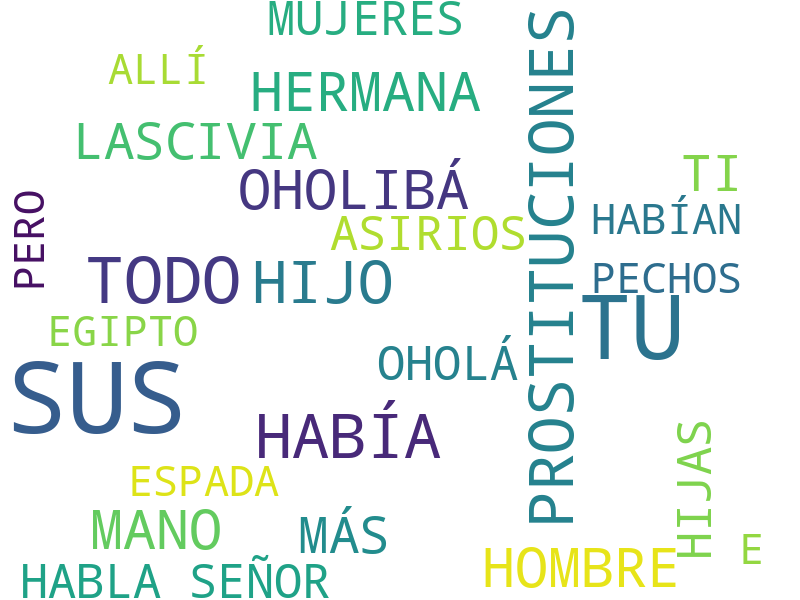 MUJERES
ALLÍ
HERMANA
LASCIVIA
PROSTITUCIONES
OHOLIBÁ
TI
PERO
ASIRIOS
HABÍAN
TODO
HIJO
PECHOS
TU
EGIPTO
OHOLÁ
SUS
HABÍA
HIJAS
ESPADA
MANO
MÁS
HOMBRE
E
HABLA SEÑOR